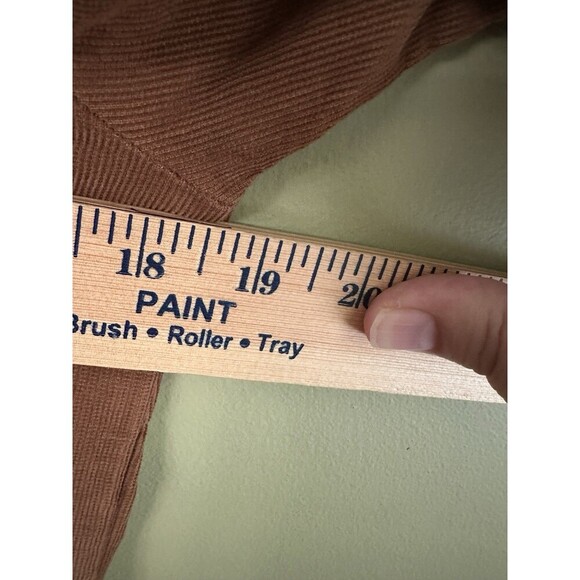 18 19 20
PAINT
Brush • Roller • Tray